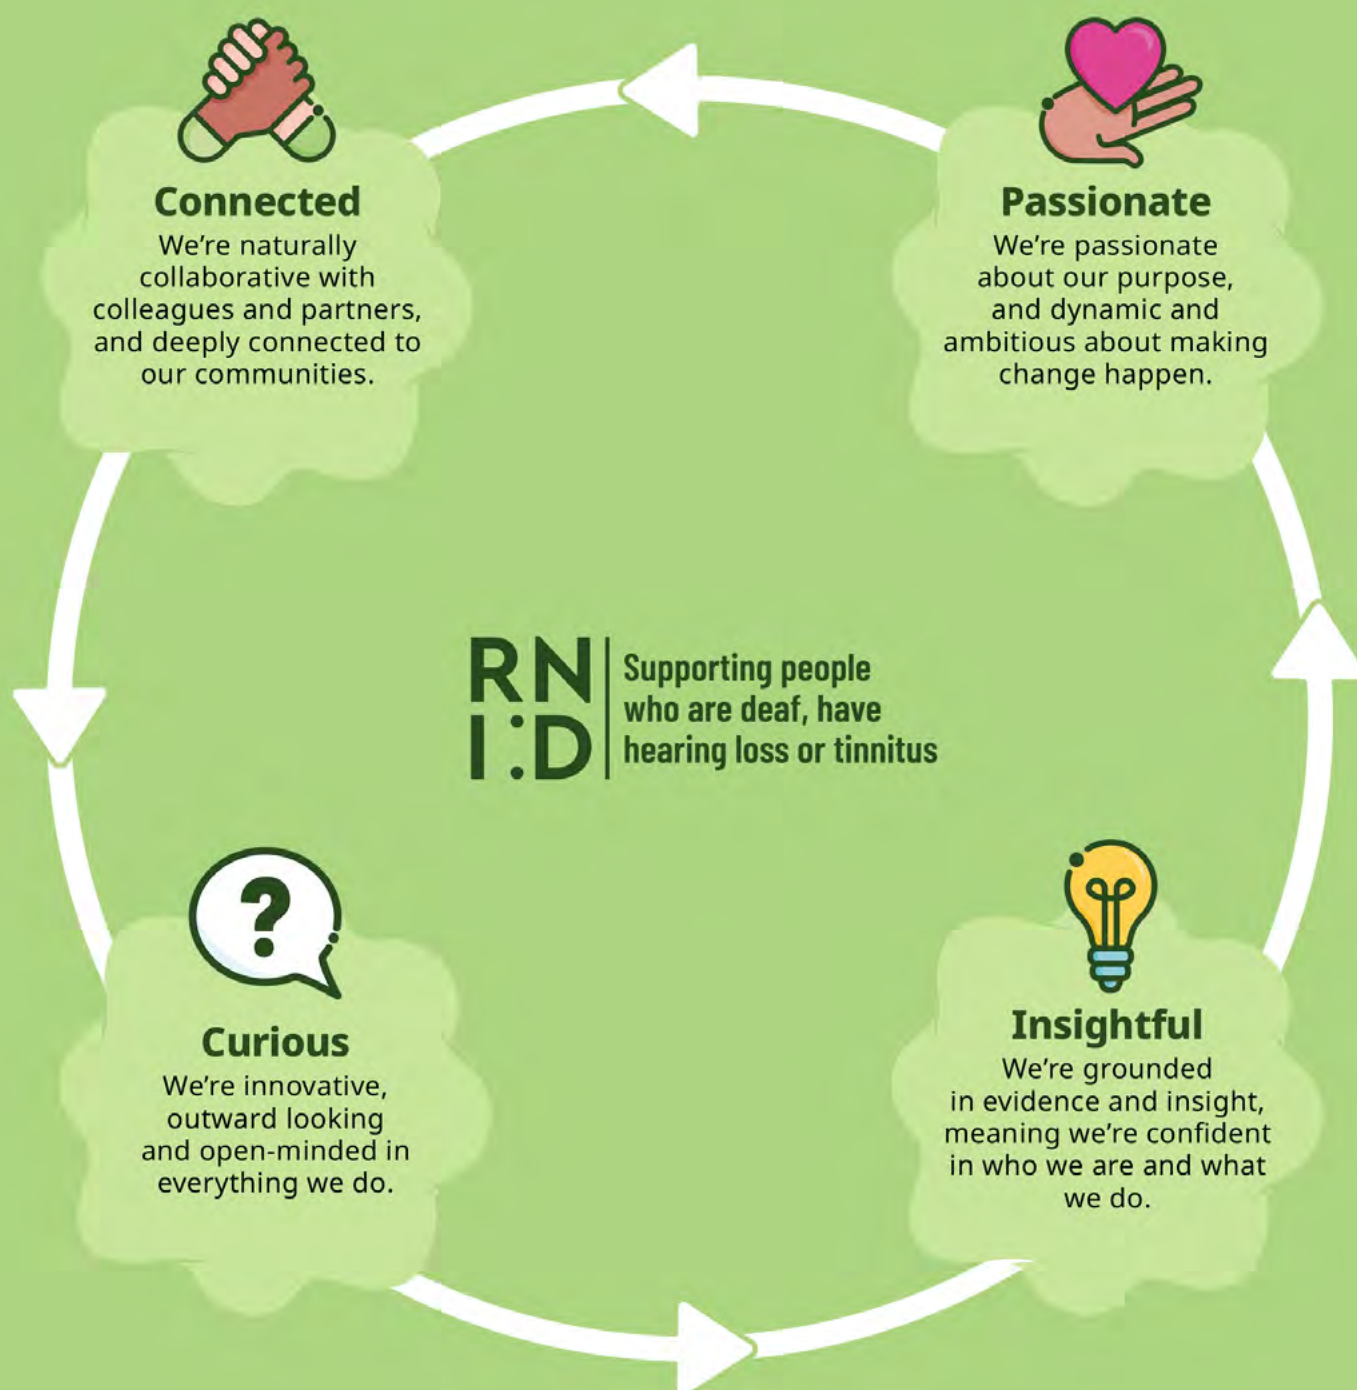 Connected
We’re naturally
collaborative with
colleagues and partners,
and deeply connected to
our communities.
Passionate
We’re passionate
about our purpose,
and dynamic and
ambitious about making
change happen.
RN
I:D
Supporting people
who are deaf, have
hearing loss or tinnitus
?
Curious
We’re innovative,
outward looking
and open-minded in
everything we do.
Insightful
We’re grounded
in evidence and insight,
meaning we’re confident
in who we are and what
we do.